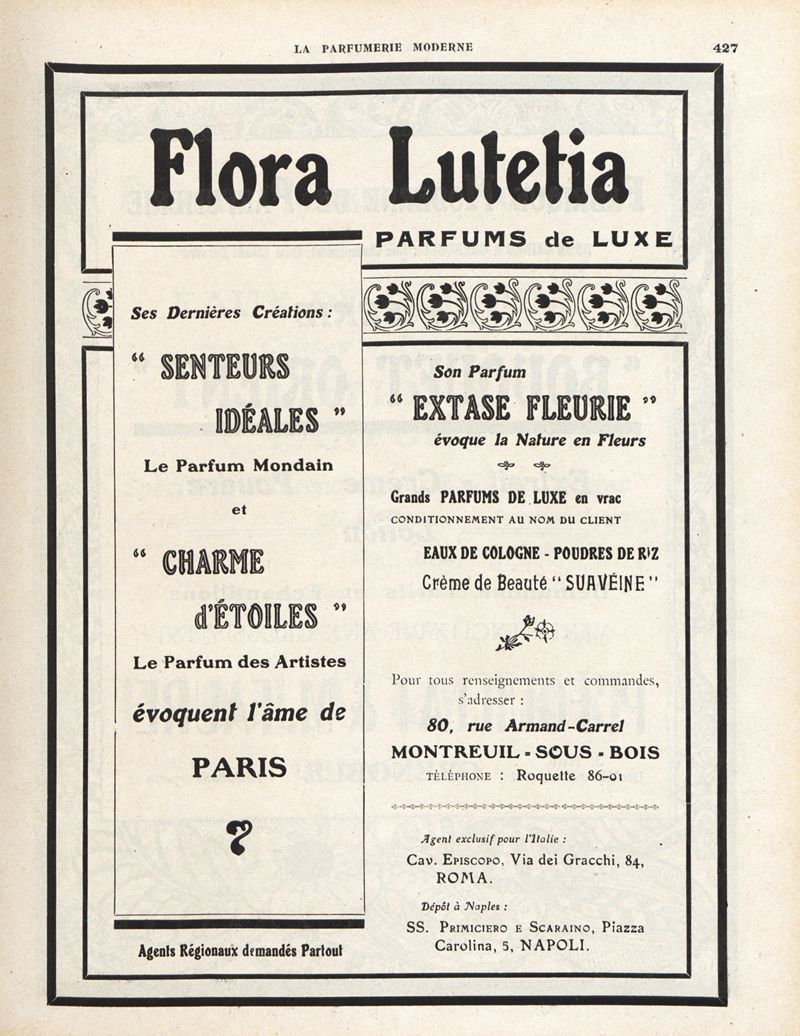 LA PARFUMERIE MODERNE
427
Flora Lutetia
PARFUMS de LUXE
Ses Dernières Créations :
“ SENTEURS
IDÉALES ”
Le Parfum Mondain
et
“ CHARME
d'ÉTOILES ”
Le Parfum des Artistes
évoquent l'âme de
PARIS
?
Agents Régionaux demandés Partout
Son Parfum
“ EXTASE FLEURIE ”
évoque la Nature en Fleurs
Grands PARFUMS DE LUXE en vrac
CONDITIONNEMENT AU NOM DU CLIENT
EAUX DE COLOGNE - POUDRES DE RIZ
Crème de Beauté “ SUAVÉINE ”
Pour tous renseignements et commandes,
s'adresser :
80, rue Armand-Carrel
MONTREUIL - SOUS - BOIS
TÉLÉPHONE : Roquette 86-01
Agent exclusif pour l'Italie :
Cav. EPISCOPO, Via dei Gracchi, 84,
ROMA.
Dépôt à Naples :
SS. PRIMICIERO E SCARAINO, Piazza
Carolina, 5, NAPOLI.